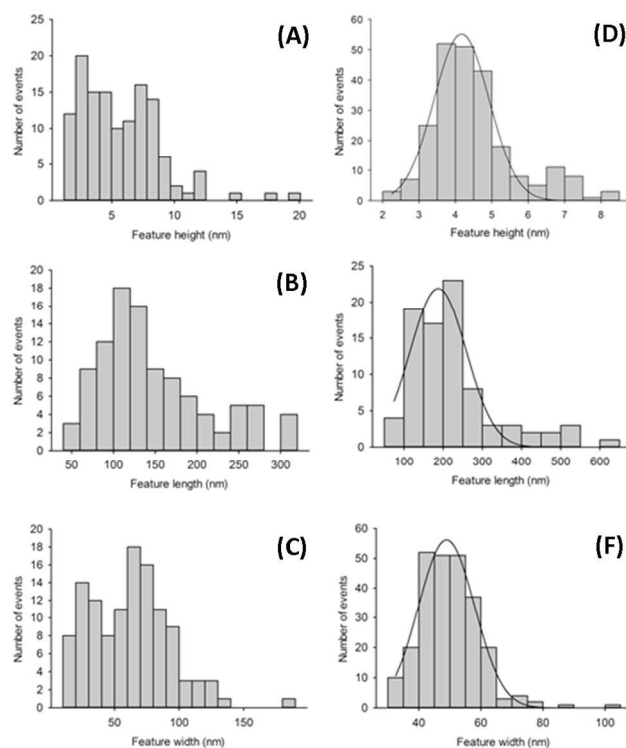 (A)
Number of events
25
20
15
10
5
0
5 10 15 20
Feature height (nm)
(D)
Number of events
60
50
40
30
20
10
0
2 3 4 5 6 7 8
Feature height (nm)
(B)
Number of events
20
18
16
14
12
10
8
6
4
2
0
50 100 150 200 250 300
Feature length (nm)
Number of events
25
20
15
10
5
0
100 200 300 400 500 600
Feature length (nm)
(C)
Number of events
20
18
16
14
12
10
8
6
4
2
0
50 100 150
Feature width (nm)
(F)
Number of events
60
50
40
30
20
10
0
40 60 80 100
Feature width (nm)